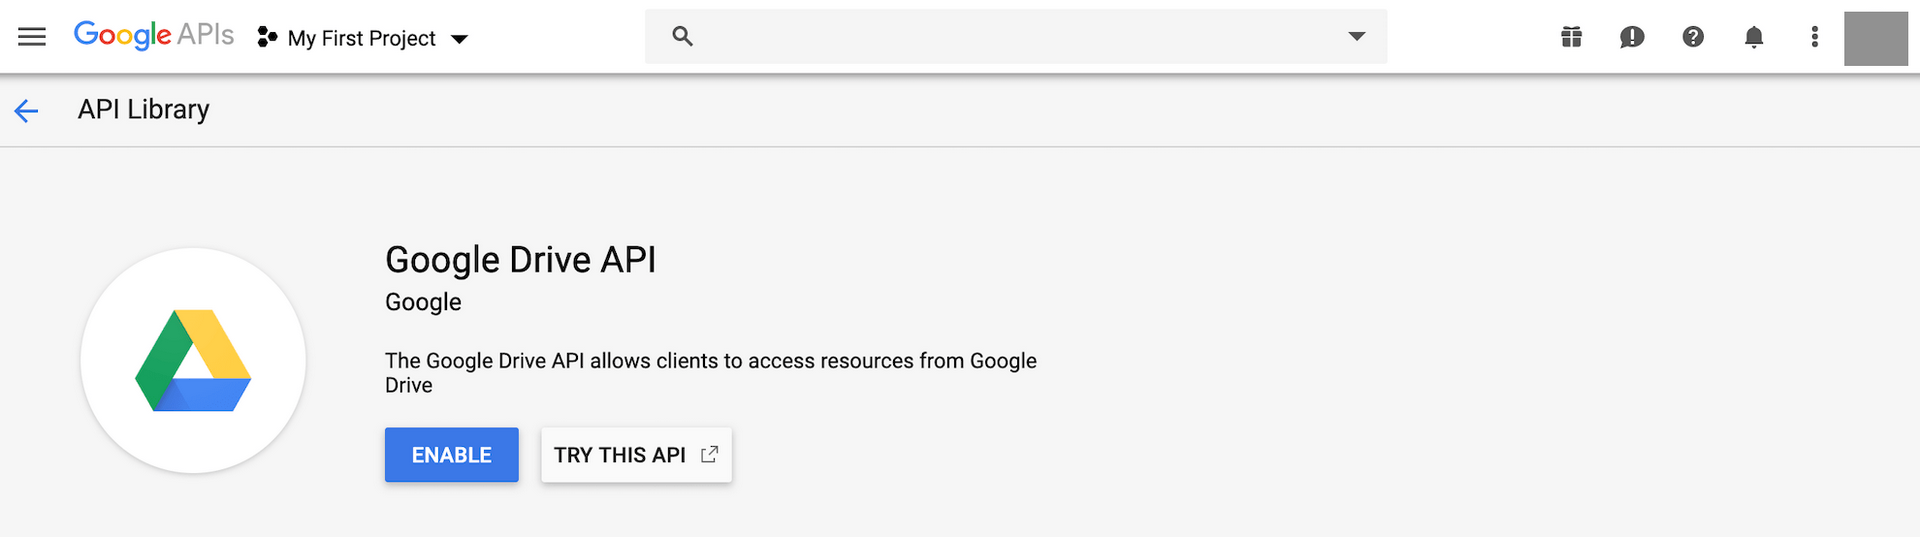 Google APIs My First Project
API Library
Google Drive API
Google
The Google Drive API allows clients to access resources from Google
Drive
ENABLE TRY THIS API